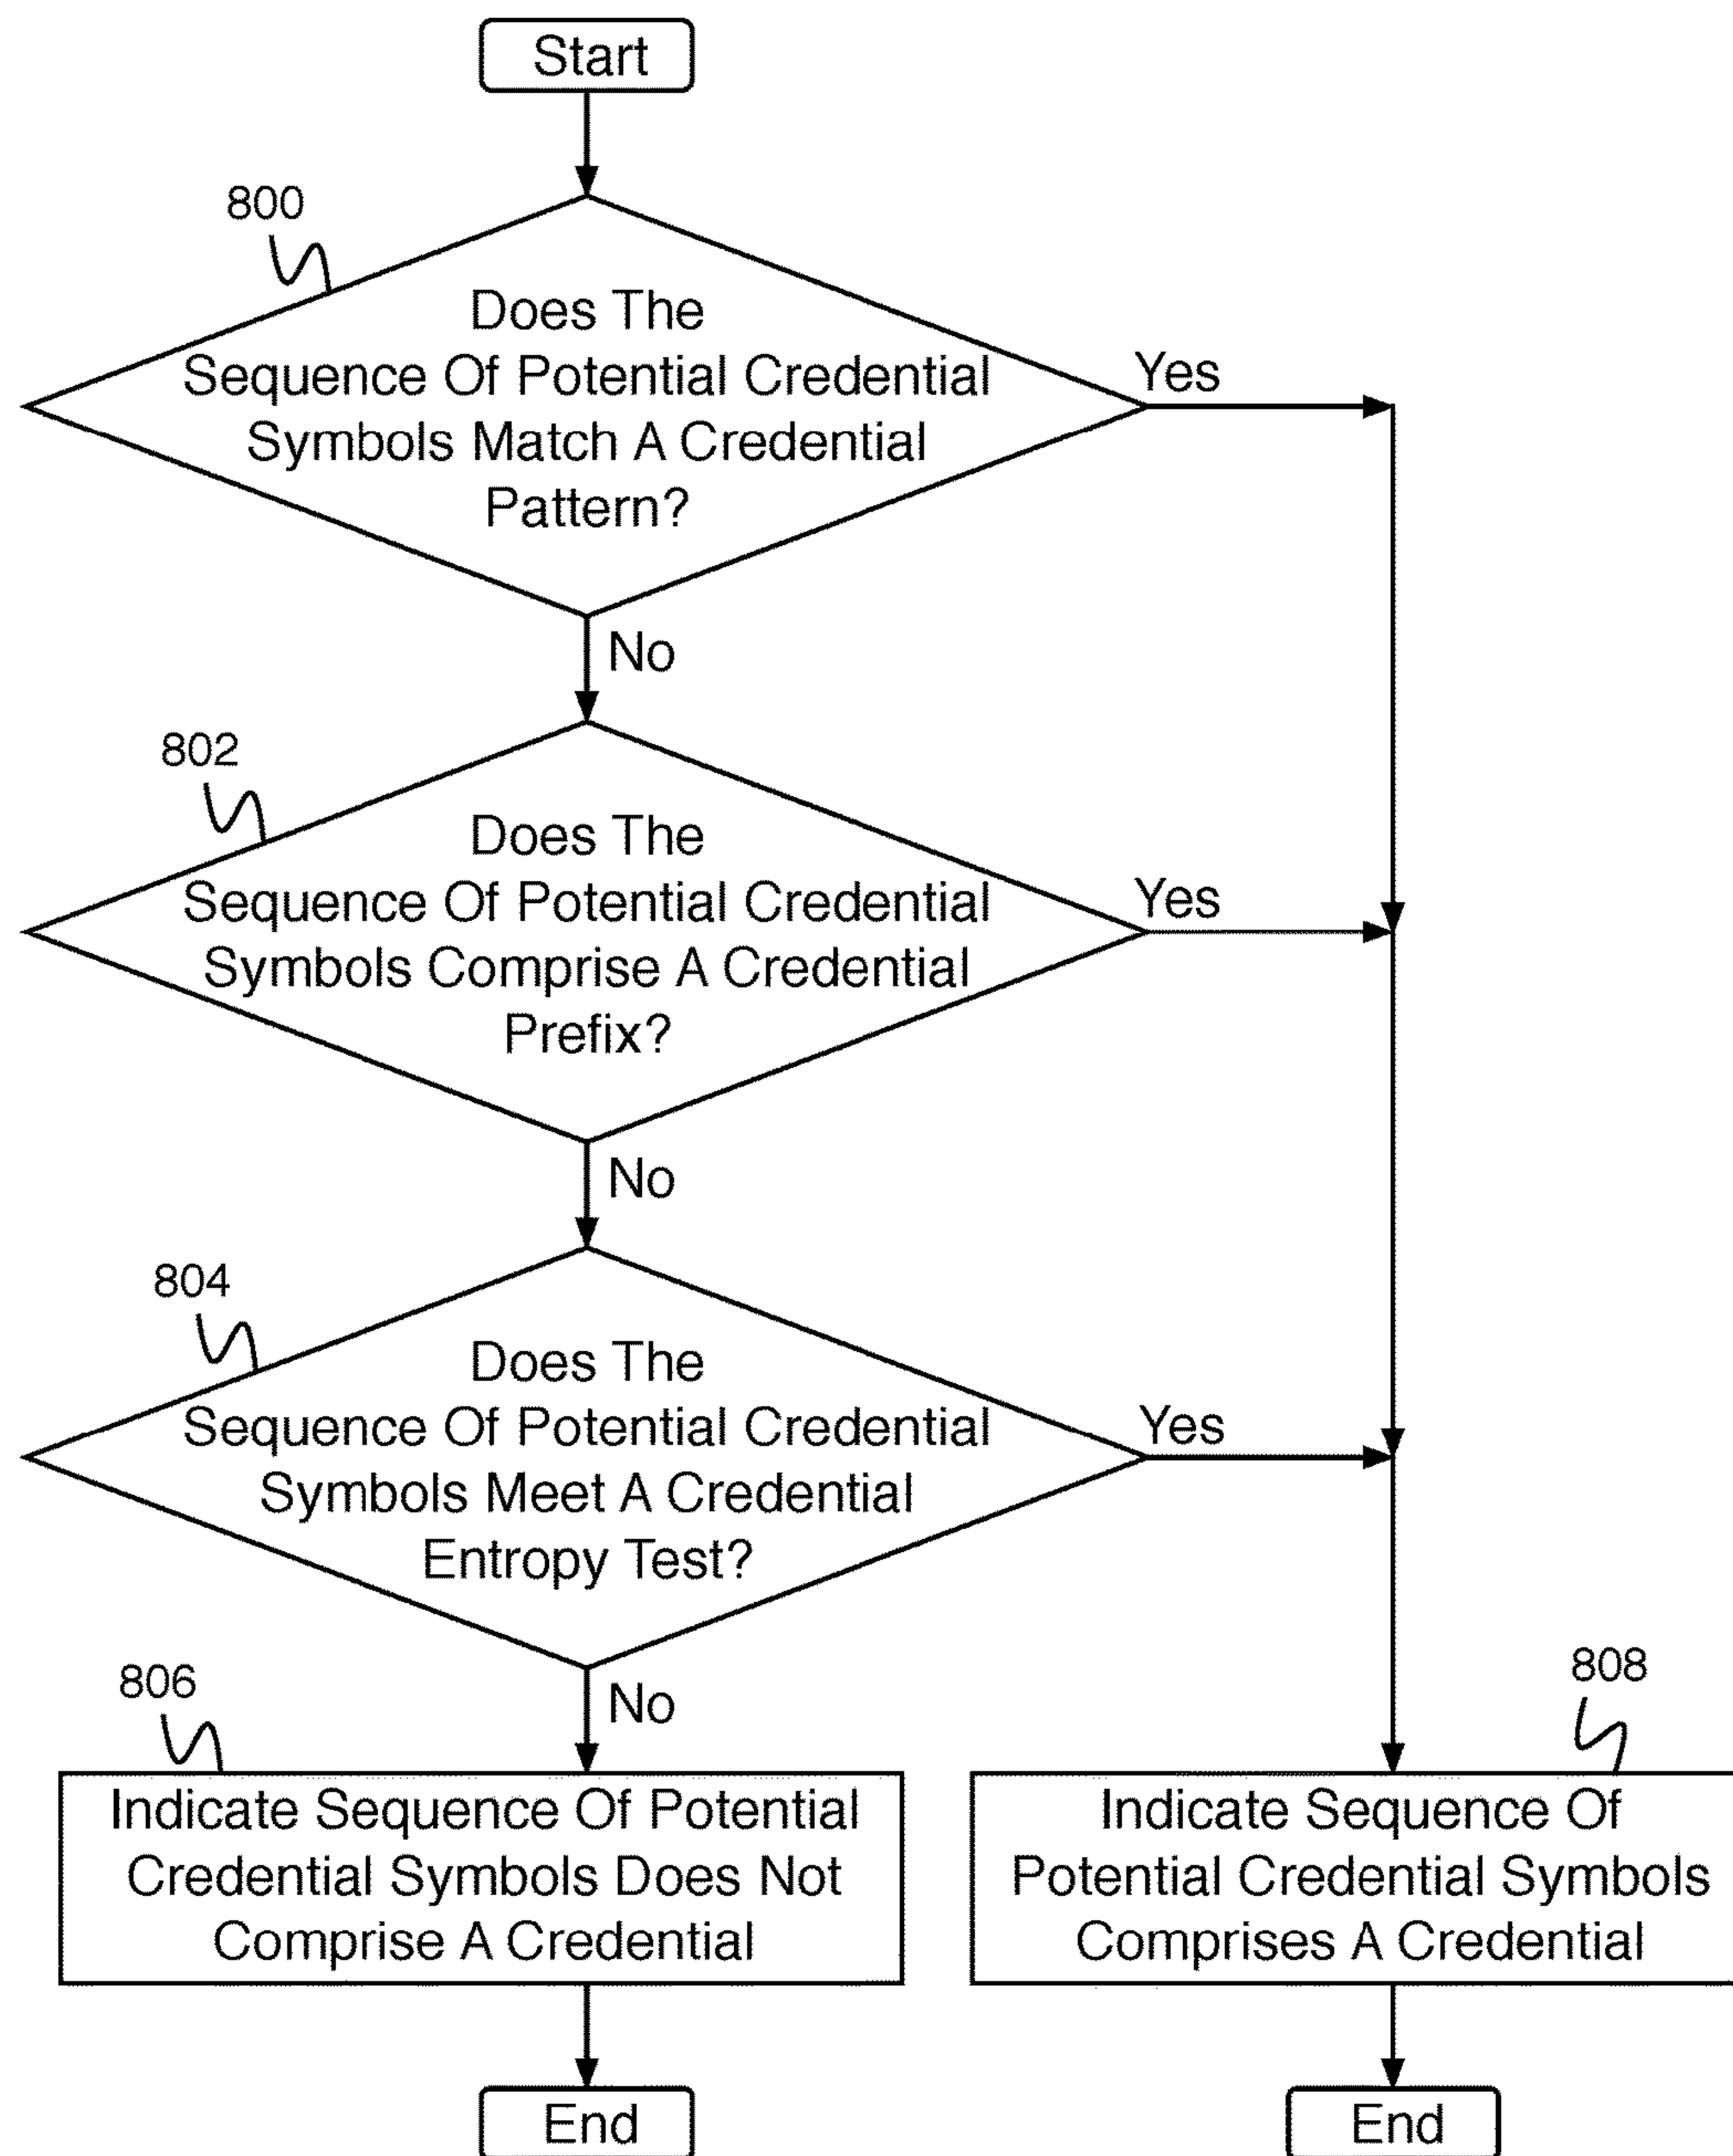 Start
800
Does The
Sequence Of Potential Credential
Symbols Match A Credential
Pattern?
Yes
No
802
Does The
Sequence Of Potential Credential
Symbols Comprise A Credential
Prefix?
Yes
No
804
Does The
Sequence Of Potential Credential
Symbols Meet A Credential
Entropy Test?
Yes
No
806
Indicate Sequence Of Potential
Credential Symbols Does Not
Comprise A Credential
808
Indicate Sequence Of
Potential Credential Symbols
Comprises A Credential
End
End